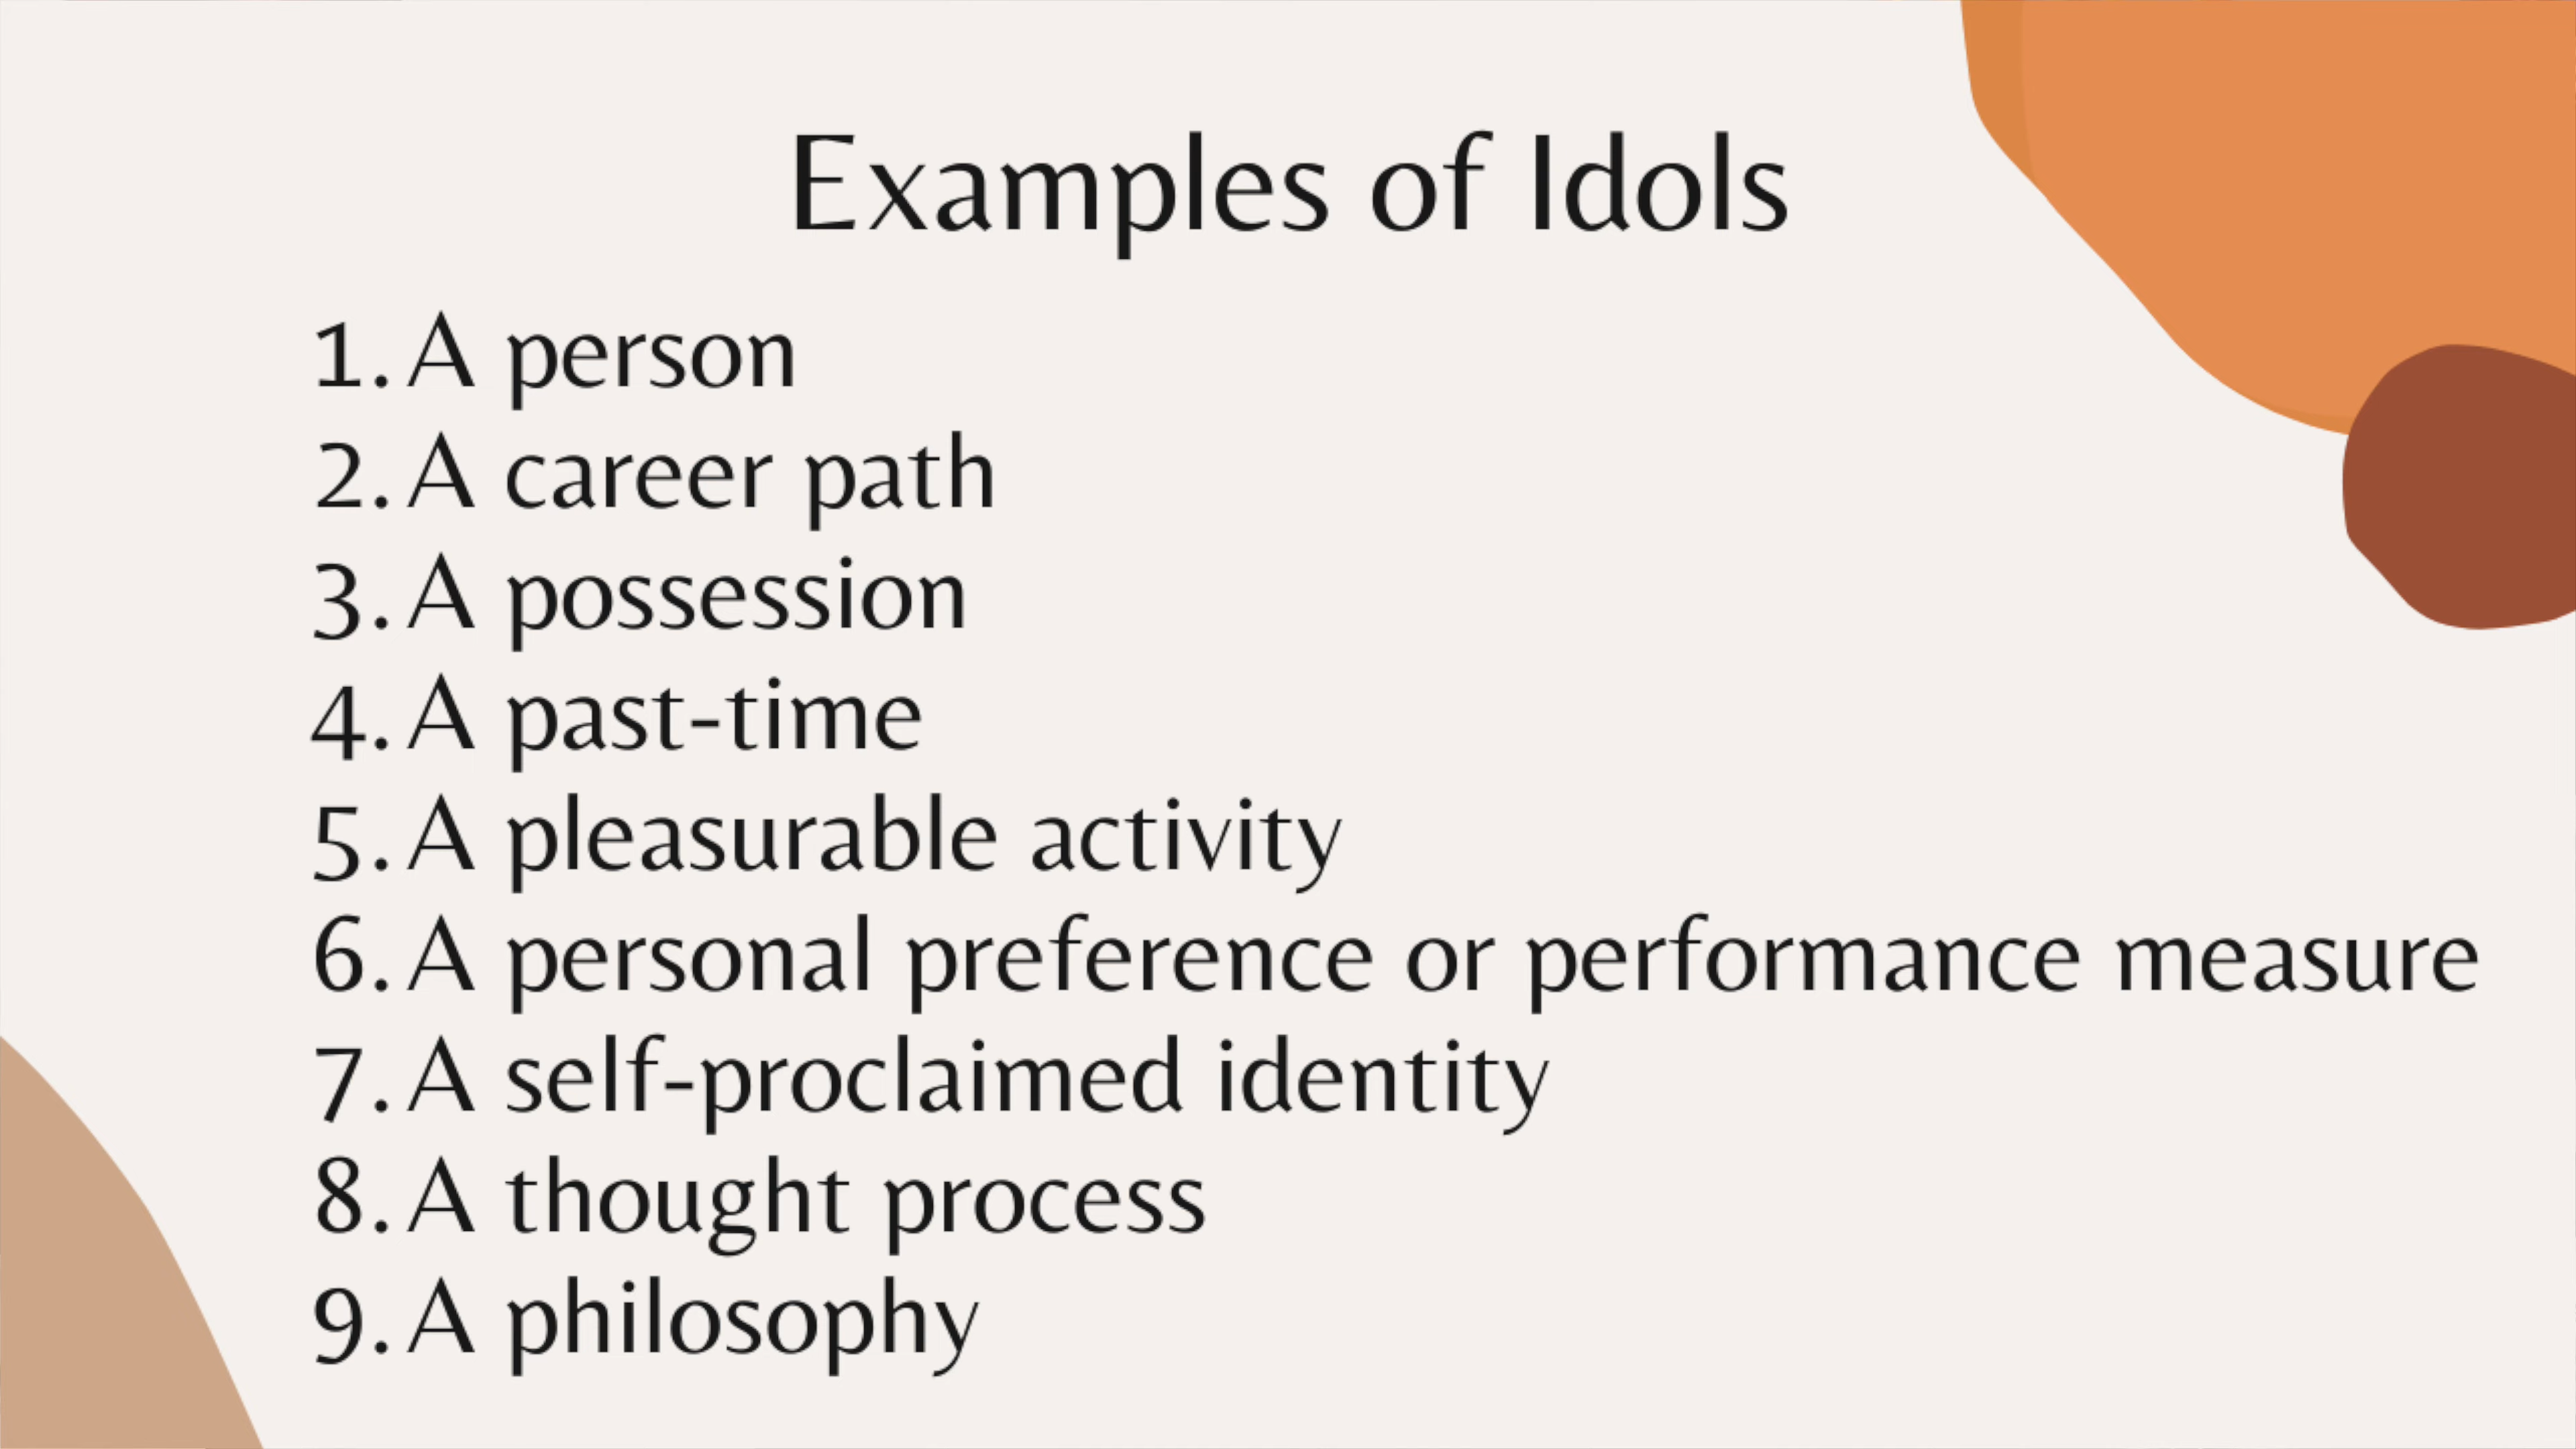 Examples of Idols
1. A person
2. A career path
3. A possession
4. A past-time
5. A pleasurable activity
6. A personal preference or performance measure
7. A self-proclaimed identity
8. A thought process
9. A philosophy